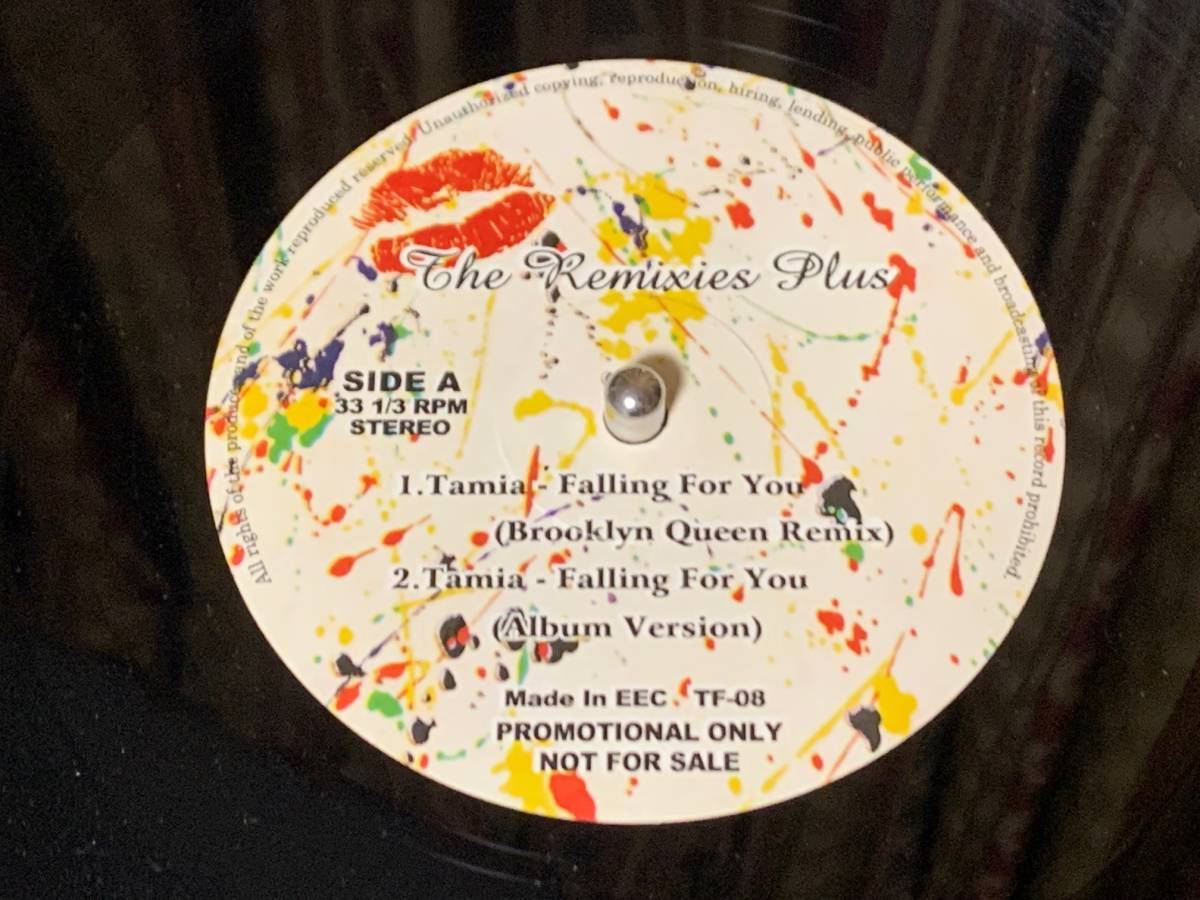 All rights of the producer and of the work reproduced reserved. Unauthorized copying, reproduction, hiring, lending, public performance and broadcasting of this record prohibited.
The Remixies Plus
SIDE A
33 1/3 RPM
STEREO
1.Tamia - Falling For You
(Brooklyn Queen Remix)
2.Tamia - Falling For You
(Album Version)
Made In EEC. TF-08
PROMOTIONAL ONLY
NOT FOR SALE